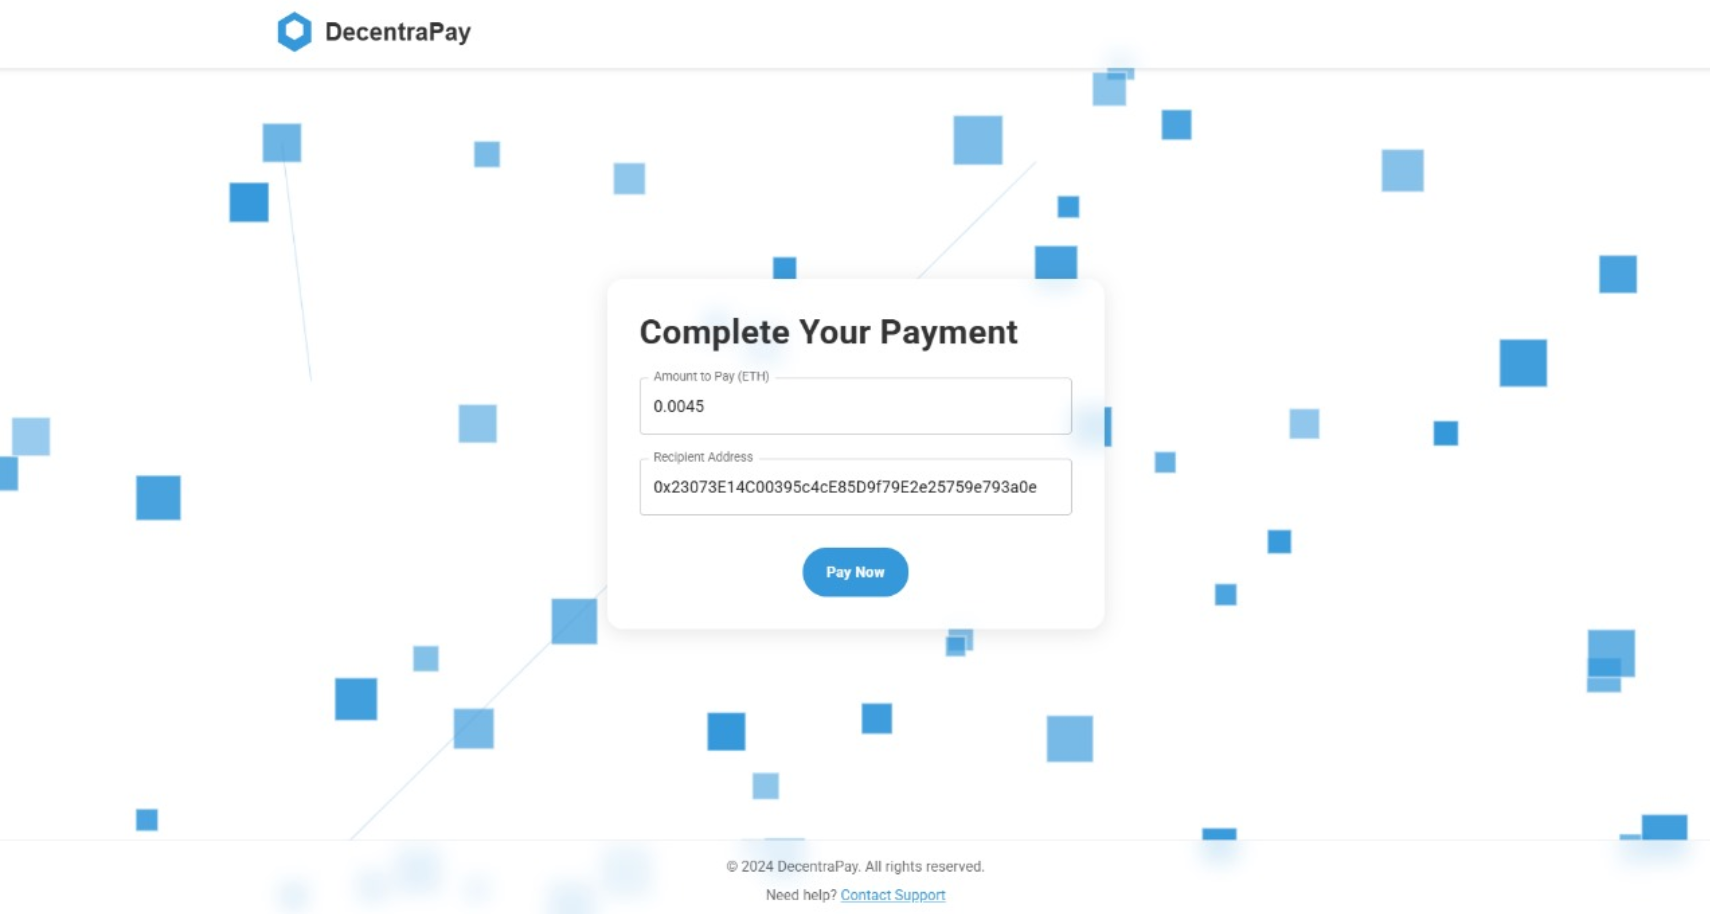 DecentraPay
Complete Your Payment
Amount to Pay (ETH)
0.0045
Recipient Address
0x23073E14C00395c4cE85D9f79E2e25759e793a0e
Pay Now
© 2024 DecentraPay. All rights reserved.
Need help? Contact Support